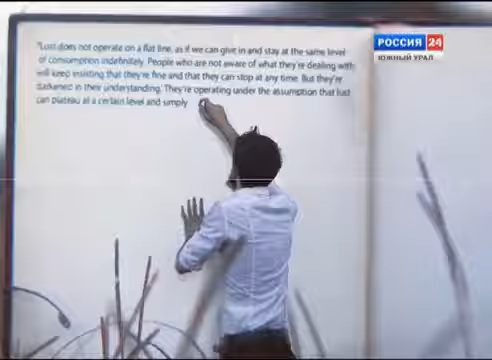 "Lust does not operate on a flat line, as if we can give in and stay at the same level
of consumption indefinitely. People who are not aware of what they're dealing with
will keep insisting that they're fine and that they can stop at any time. But they're
darkened in their understanding. They're operating under the assumption that lust
can plateau at a certain level and simply
РОССИЯ 24
ЮЖНЫЙ УРАЛ